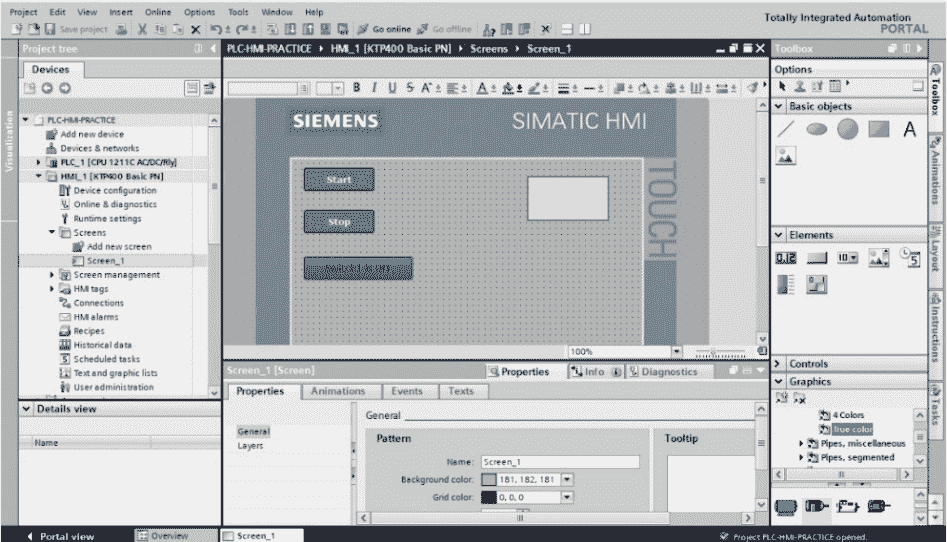 Project Edit View Insert Online Options Tools Window Help
Totally Integrated Automation
PORTAL
Save project
Go online
Go offline
Project tree
PLC-HMI-PRACTICE HMI_1 [KTP400 Basic PN] Screens Screen_1
Toolbox
Devices
Options
B I U S A
Basic objects
A
Visualization
PLC-HMI-PRACTICE
Add new device
Devices & networks
PLC_1 [CPU 1211C AC/DC/Rly]
HMI_1 [KTP400 Basic PN]
Device configuration
Online & diagnostics
Runtime settings
Screens
Add new screen
Screen_1
Screen management
HMI tags
Connections
HMI alarms
Recipes
Historical data
Scheduled tasks
Text and graphic lists
User administration
SIEMENS
SIMATIC HMI
TOUCH
Start
Stop
100%
Elements
0.12
10
5
Controls
Graphics
4 Colors
True color
Pipes, miscellaneous
Pipes, segmented
Toolbox
Animations
Layout
Instructions
Tasks
Details view
Name
Screen_1 [Screen]
Properties
Info
Diagnostics
Properties Animations Events Texts
General
Layers
General
Pattern
Tooltip
Name: Screen_1
Background color: 181, 182, 181
Grid color: 0, 0, 0
Portal view
Overview
Screen_1
Project PLC-HMI-PRACTICE opened.